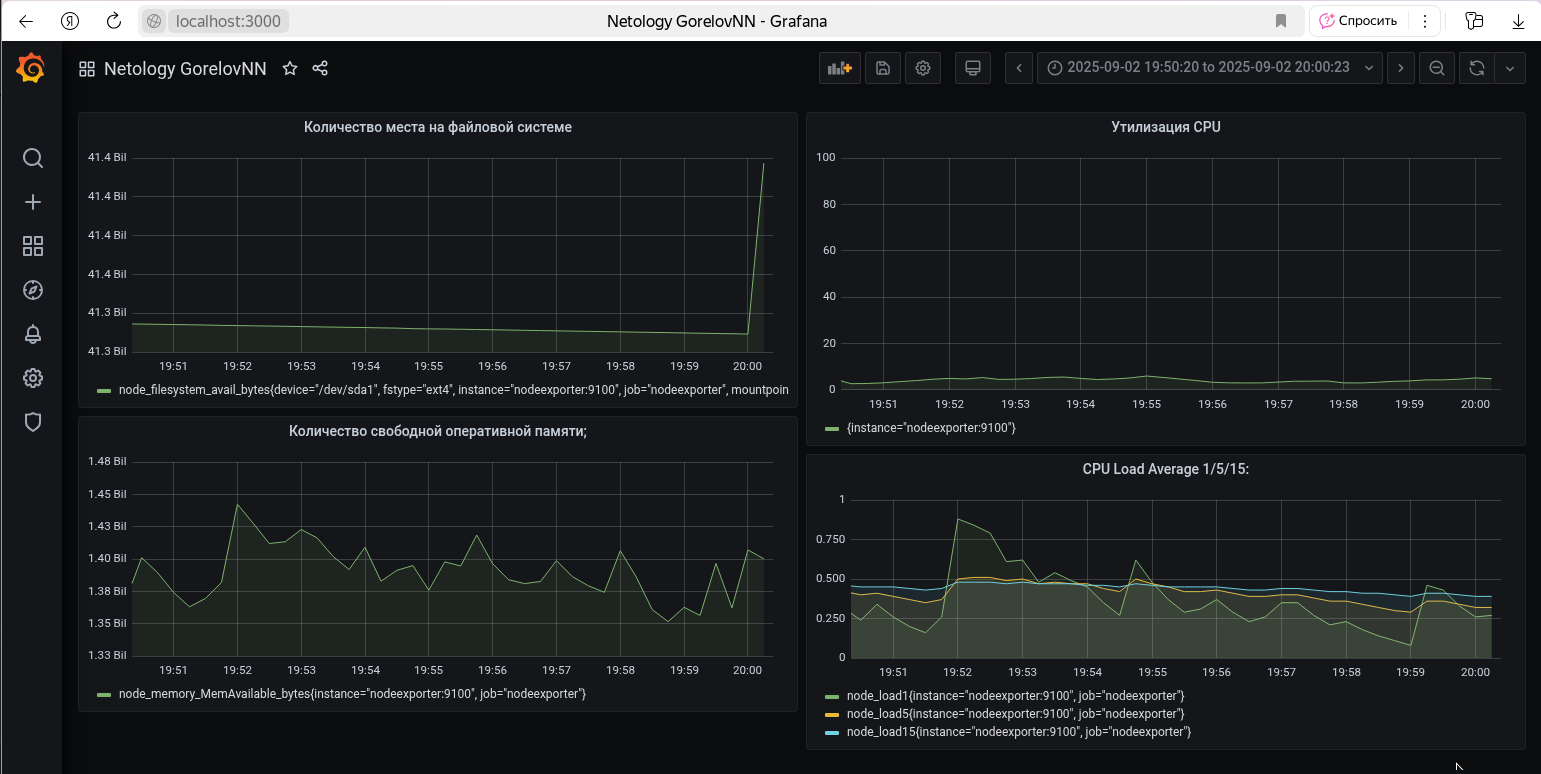 localhost:3000
Netology GorelovNN - Grafana
Спросить
Netology GorelovNN
2025-09-02 19:50:20 to 2025-09-02 20:00:23
Количество места на файловой системе
41.4 Bil
41.4 Bil
41.4 Bil
41.4 Bil
41.3 Bil
41.3 Bil
19:51 19:52 19:53 19:54 19:55 19:56 19:57 19:58 19:59 20:00
node_filesystem_avail_bytes{device="/dev/sda1", fstype="ext4", instance="nodeexporter:9100", job="nodeexporter", mountpoin
Утилизация CPU
100
80
60
40
20
0
19:51 19:52 19:53 19:54 19:55 19:56 19:57 19:58 19:59 20:00
{instance="nodeexporter:9100"}
Количество свободной оперативной памяти;
1.48 Bil
1.45 Bil
1.43 Bil
1.40 Bil
1.38 Bil
1.35 Bil
1.33 Bil
19:51 19:52 19:53 19:54 19:55 19:56 19:57 19:58 19:59 20:00
node_memory_MemAvailable_bytes{instance="nodeexporter:9100", job="nodeexporter"}
CPU Load Average 1/5/15:
1
0.750
0.500
0.250
0
19:51 19:52 19:53 19:54 19:55 19:56 19:57 19:58 19:59 20:00
node_load1{instance="nodeexporter:9100", job="nodeexporter"}
node_load5{instance="nodeexporter:9100", job="nodeexporter"}
node_load15{instance="nodeexporter:9100", job="nodeexporter"}